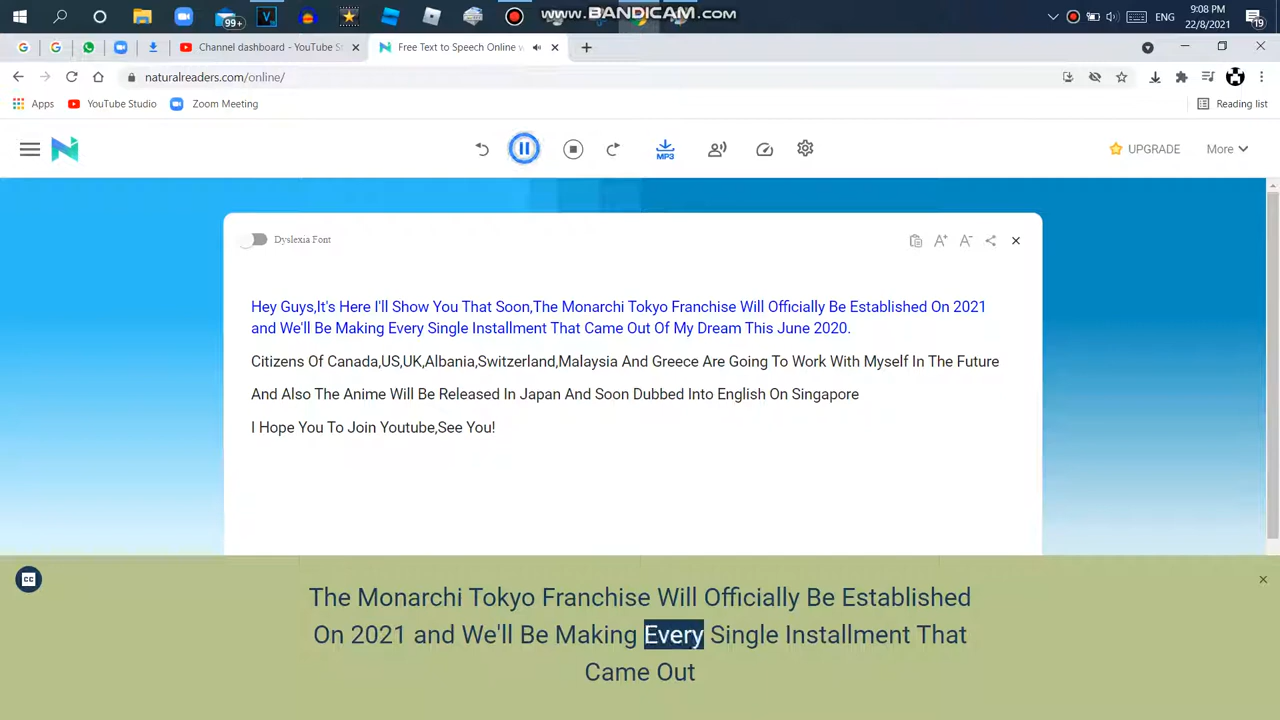 www.BANDICAM.com
99+
ENG
9:08 PM
22/8/2021
19
Channel dashboard - YouTube S
Free Text to Speech Online w
naturalreaders.com/online/
Apps
YouTube Studio
Zoom Meeting
Reading list
MP3
UPGRADE
More
Dyslexia Font
Hey Guys,It's Here I'll Show You That Soon,The Monarchi Tokyo Franchise Will Officially Be Established On 2021
and We'll Be Making Every Single Installment That Came Out Of My Dream This June 2020.
Citizens Of Canada,US,UK,Albania,Switzerland,Malaysia And Greece Are Going To Work With Myself In The Future
And Also The Anime Will Be Released In Japan And Soon Dubbed Into English On Singapore
I Hope You To Join Youtube,See You!
CC
The Monarchi Tokyo Franchise Will Officially Be Established
On 2021 and We'll Be Making Every Single Installment That
Came Out